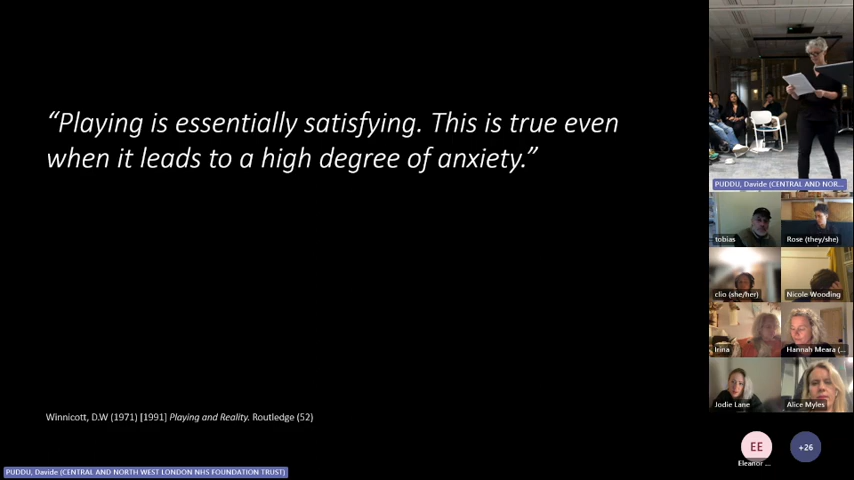 “Playing is essentially satisfying. This is true even
when it leads to a high degree of anxiety.”
Winnicott, D.W (1971) [1991] Playing and Reality. Routledge (52)
PUDDU, Davide (CENTRAL AND NORTH WEST LONDON NHS FOUNDATION TRUST)
PUDDU, Davide (CENTRAL AND NOR...
tobias
Rose (they/she)
clio (she/her)
Nicole Wooding
Irina
Hannah Meara (...
Jodie Lane
Alice Myles
EE
Eleanor ...
+26